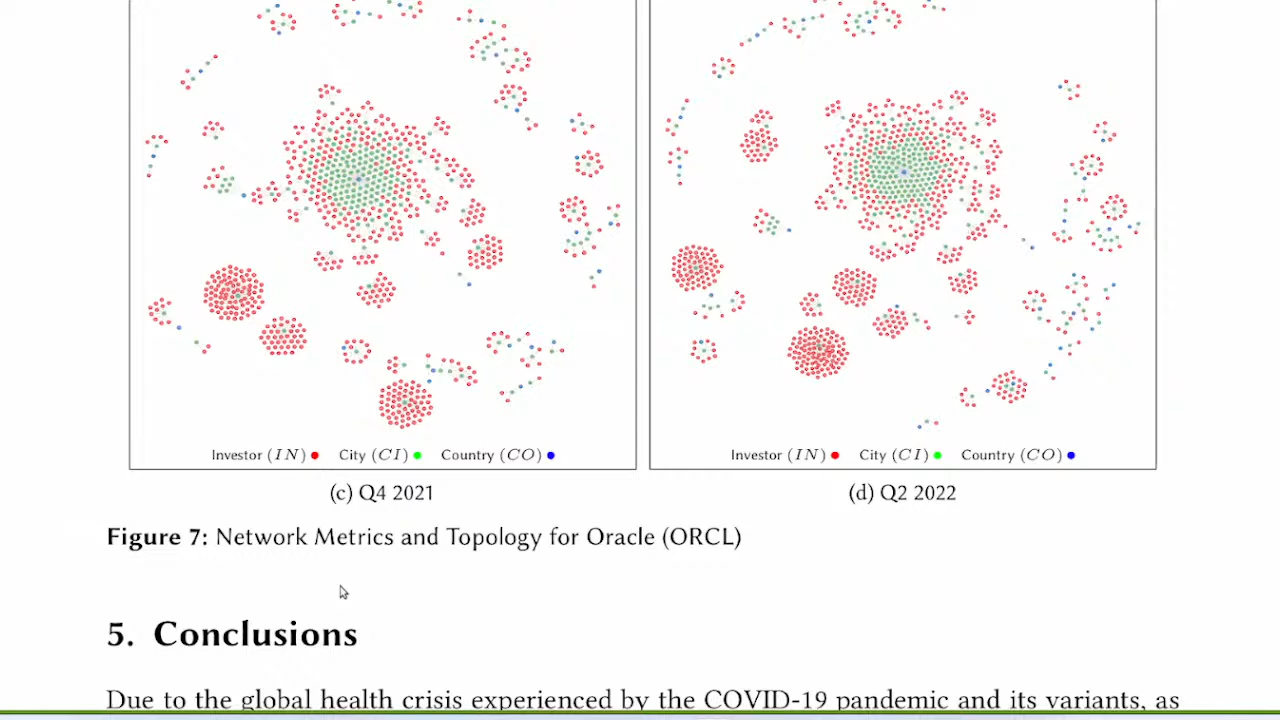 Investor (IN) City (CI) Country (CO)
Investor (IN) City (CI) Country (CO)
(c) Q4 2021
(d) Q2 2022
Figure 7: Network Metrics and Topology for Oracle (ORCL)
5. Conclusions
Due to the global health crisis experienced by the COVID-19 pandemic and its variants, as